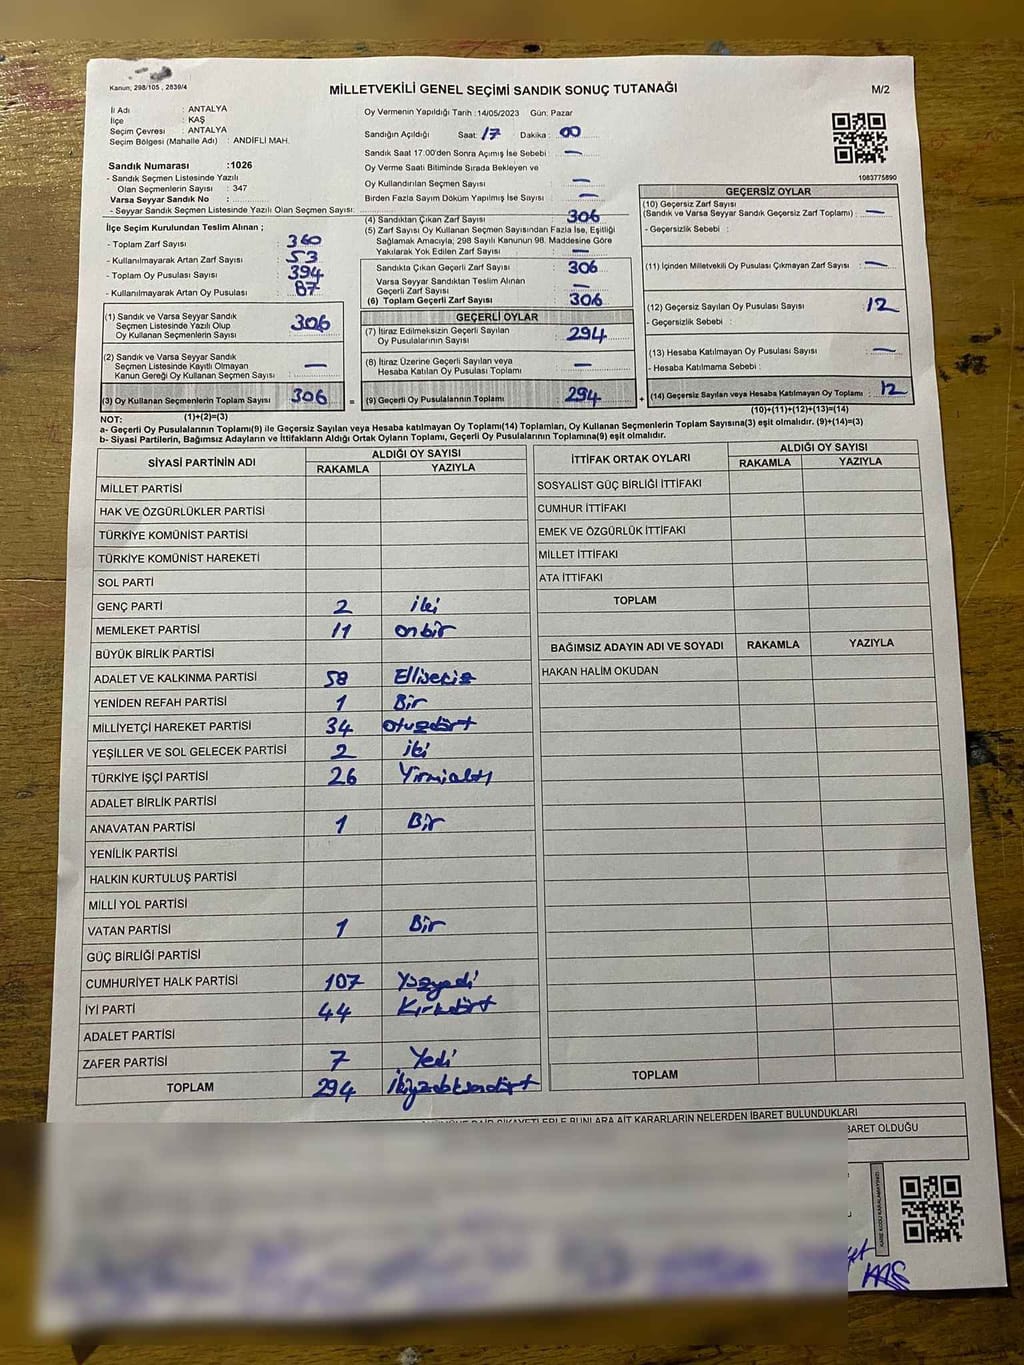 Kanun; 298/105 , 2839/4
MİLLETVEKİLİ GENEL SEÇİMİ SANDIK SONUÇ TUTANAĞI
M/2
İl Adı : ANTALYA
İlçe : KAŞ
Seçim Çevresi : ANTALYA
Seçim Bölgesi (Mahalle Adı) : ANDİFLİ MAH.
Sandık Numarası :1026
- Sandık Seçmen Listesinde Yazılı
Olan Seçmenlerin Sayısı : 347
Varsa Seyyar Sandık No :
- Seyyar Sandık Seçmen Listesinde Yazılı Olan Seçmen Sayısı:
İlçe Seçim Kurulundan Teslim Alınan ;
- Toplam Zarf Sayısı : 360
- Kullanılmayarak Artan Zarf Sayısı : 53
- Toplam Oy Pusulası Sayısı : 394
- Kullanılmayarak Artan Oy Pusulası : 87
(1) Sandık ve Varsa Seyyar Sandık
Seçmen Listesinde Yazılı Olup
Oy Kullanan Seçmenlerin Sayısı : 306
(2) Sandık ve Varsa Seyyar Sandık
Seçmen Listesinde Kayıtlı Olmayan
Kanun Gereği Oy Kullanan Seçmen Sayısı : —
(3) Oy Kullanan Seçmenlerin Toplam Sayısı : 306
(1)+(2)=(3)
Oy Vermenin Yapıldığı Tarih :14/05/2023 Gün: Pazar
Sandığın Açıldığı Saat: 17 Dakika : 00
Sandık Saat 17:00'den Sonra Açımış İse Sebebi : —
Oy Verme Saati Bitiminde Sırada Bekleyen ve
Oy Kullandırılan Seçmen Sayısı : —
Birden Fazla Sayım Döküm Yapılmış İse Sayısı : —
(4) Sandıktan Çıkan Zarf Sayısı : 306
(5) Zarf Sayısı Oy Kullanan Seçmen Sayısından Fazla İse, Eşitliği
Sağlamak Amacıyla; 298 Sayılı Kanunun 98. Maddesine Göre
Yakılarak Yok Edilen Zarf Sayısı : —
Sandıkta Çıkan Geçerli Zarf Sayısı : 306
Varsa Seyyar Sandıktan Teslim Alınan
Geçerli Zarf Sayısı : —
(6) Toplam Geçerli Zarf Sayısı : 306
GEÇERLİ OYLAR
(7) İtiraz Edilmeksizin Geçerli Sayılan
Oy Pusulalarının Sayısı : 294
(8) İtiraz Üzerine Geçerli Sayılan veya
Hesaba Katılan Oy Pusulası Toplamı : —
= (9) Geçerli Oy Pusulalarının Toplamı : 294
1083775890
GEÇERSİZ OYLAR
(10) Geçersiz Zarf Sayısı
(Sandık ve Varsa Seyyar Sandık Geçersiz Zarf Toplamı) : —
- Geçersizlik Sebebi :
(11) İçinden Milletvekili Oy Pusulası Çıkmayan Zarf Sayısı : —
(12) Geçersiz Sayılan Oy Pusulası Sayısı : 12
- Geçersizlik Sebebi :
(13) Hesaba Katılmayan Oy Pusulası Sayısı : —
- Hesaba Katılmama Sebebi :
+ (14) Geçersiz Sayılan veya Hesaba Katılmayan Oy Toplamı : 12
(10)+(11)+(12)+(13)=(14)
NOT:
a- Geçerli Oy Pusulalarının Toplamı(9) ile Geçersiz Sayılan veya Hesaba katılmayan Oy Toplamı(14) Toplamları, Oy Kullanan Seçmenlerin Toplam Sayısına(3) eşit olmalıdır. (9)+(14)=(3)
b- Siyasi Partilerin, Bağımsız Adayların ve İttifakların Aldığı Ortak Oyların Toplamı, Geçerli Oy Pusulalarının Toplamına(9) eşit olmalıdır.
SİYASİ PARTİNİN ADI ALDIĞI OY SAYISI
RAKAMLA YAZIYLA
MİLLET PARTİSİ
HAK VE ÖZGÜRLÜKLER PARTİSİ
TÜRKİYE KOMÜNİST PARTİSİ
TÜRKİYE KOMÜNİST HAREKETİ
SOL PARTİ
GENÇ PARTİ 2 iki
MEMLEKET PARTİSİ 11 onbir
BÜYÜK BİRLİK PARTİSİ
ADALET VE KALKINMA PARTİSİ 58 Ellisekiz
YENİDEN REFAH PARTİSİ 1 Bir
MİLLİYETÇİ HAREKET PARTİSİ 34 otuzdört
YEŞİLLER VE SOL GELECEK PARTİSİ 2 iki
TÜRKİYE İŞÇİ PARTİSİ 26 Yirmialtı
ADALET BİRLİK PARTİSİ
ANAVATAN PARTİSİ 1 Bir
YENİLİK PARTİSİ
HALKIN KURTULUŞ PARTİSİ
MİLLİ YOL PARTİSİ
VATAN PARTİSİ 1 Bir
GÜÇ BİRLİĞİ PARTİSİ
CUMHURİYET HALK PARTİSİ 107 Yüzyedi
İYİ PARTİ 44 Kırkdört
ADALET PARTİSİ
ZAFER PARTİSİ 7 Yedi
TOPLAM 294 ikiyüzdoksandört
İTTİFAK ORTAK OYLARI ALDIĞI OY SAYISI
RAKAMLA YAZIYLA
SOSYALİST GÜÇ BİRLİĞİ İTTİFAKI
CUMHUR İTTİFAKI
EMEK VE ÖZGÜRLÜK İTTİFAKI
MİLLET İTTİFAKI
ATA İTTİFAKI
TOPLAM
BAĞIMSIZ ADAYIN ADI VE SOYADI RAKAMLA YAZIYLA
HAKAN HALİM OKUDAN
TOPLAM
ŞİKAYETLERLE BUNLARA AİT KARARLARIN NELERDEN İBARET BULUNDUKLARI
İBARET OLDUĞU